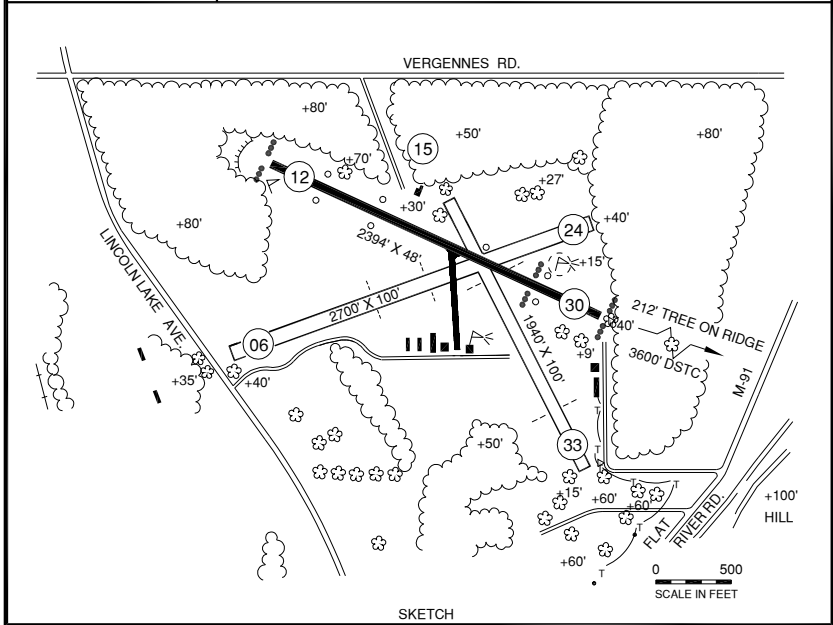 VERGENNES RD.
+80'
+50'
+80'
15
+70'
12
+27'
+30'
+40'
24
+80'
2394' X 48'
+15'
LINCOLN LAKE AVE.
30
2700' X 100'
1940' X 100'
+40'
212' TREE ON RIDGE
3600' DSTC
06
+9'
+35'
+40'
M-91
33
+50'
T
T
T
T
+15'
+60'
+60'
+100'
HILL
FLAT
RIVER RD.
T
+60'
T
0 500
SCALE IN FEET
SKETCH